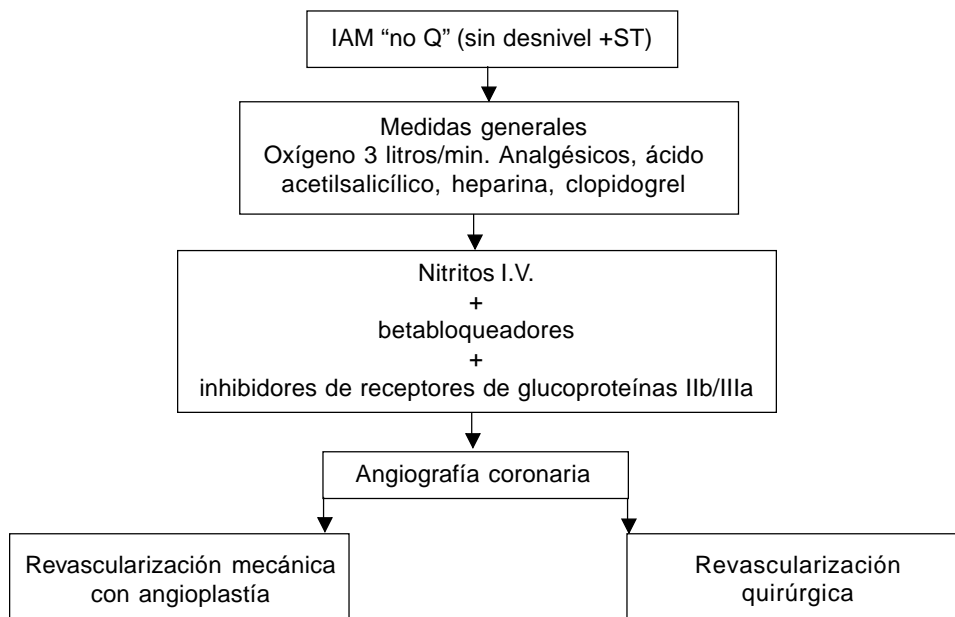 IAM “no Q” (sin desnivel +ST)
Medidas generales
Oxígeno 3 litros/min. Analgésicos, ácido
acetilsalicílico, heparina, clopidogrel
Nitritos I.V.
+
betabloqueadores
+
inhibidores de receptores de glucoproteínas IIb/IIIa
Angiografía coronaria
Revascularización mecánica
con angioplastía
Revascularización
quirúrgica